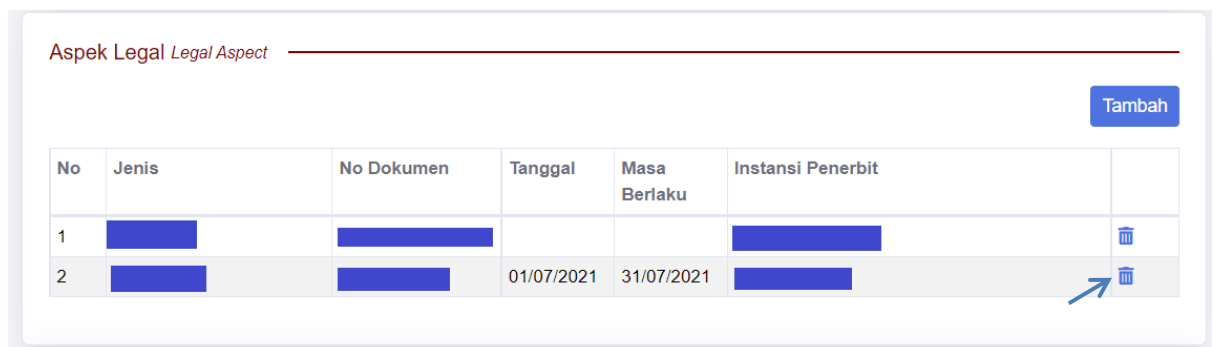 Aspek Legal Legal Aspect
Tambah
No Jenis No Dokumen Tanggal Masa Berlaku Instansi Penerbit
1
2 01/07/2021 31/07/2021